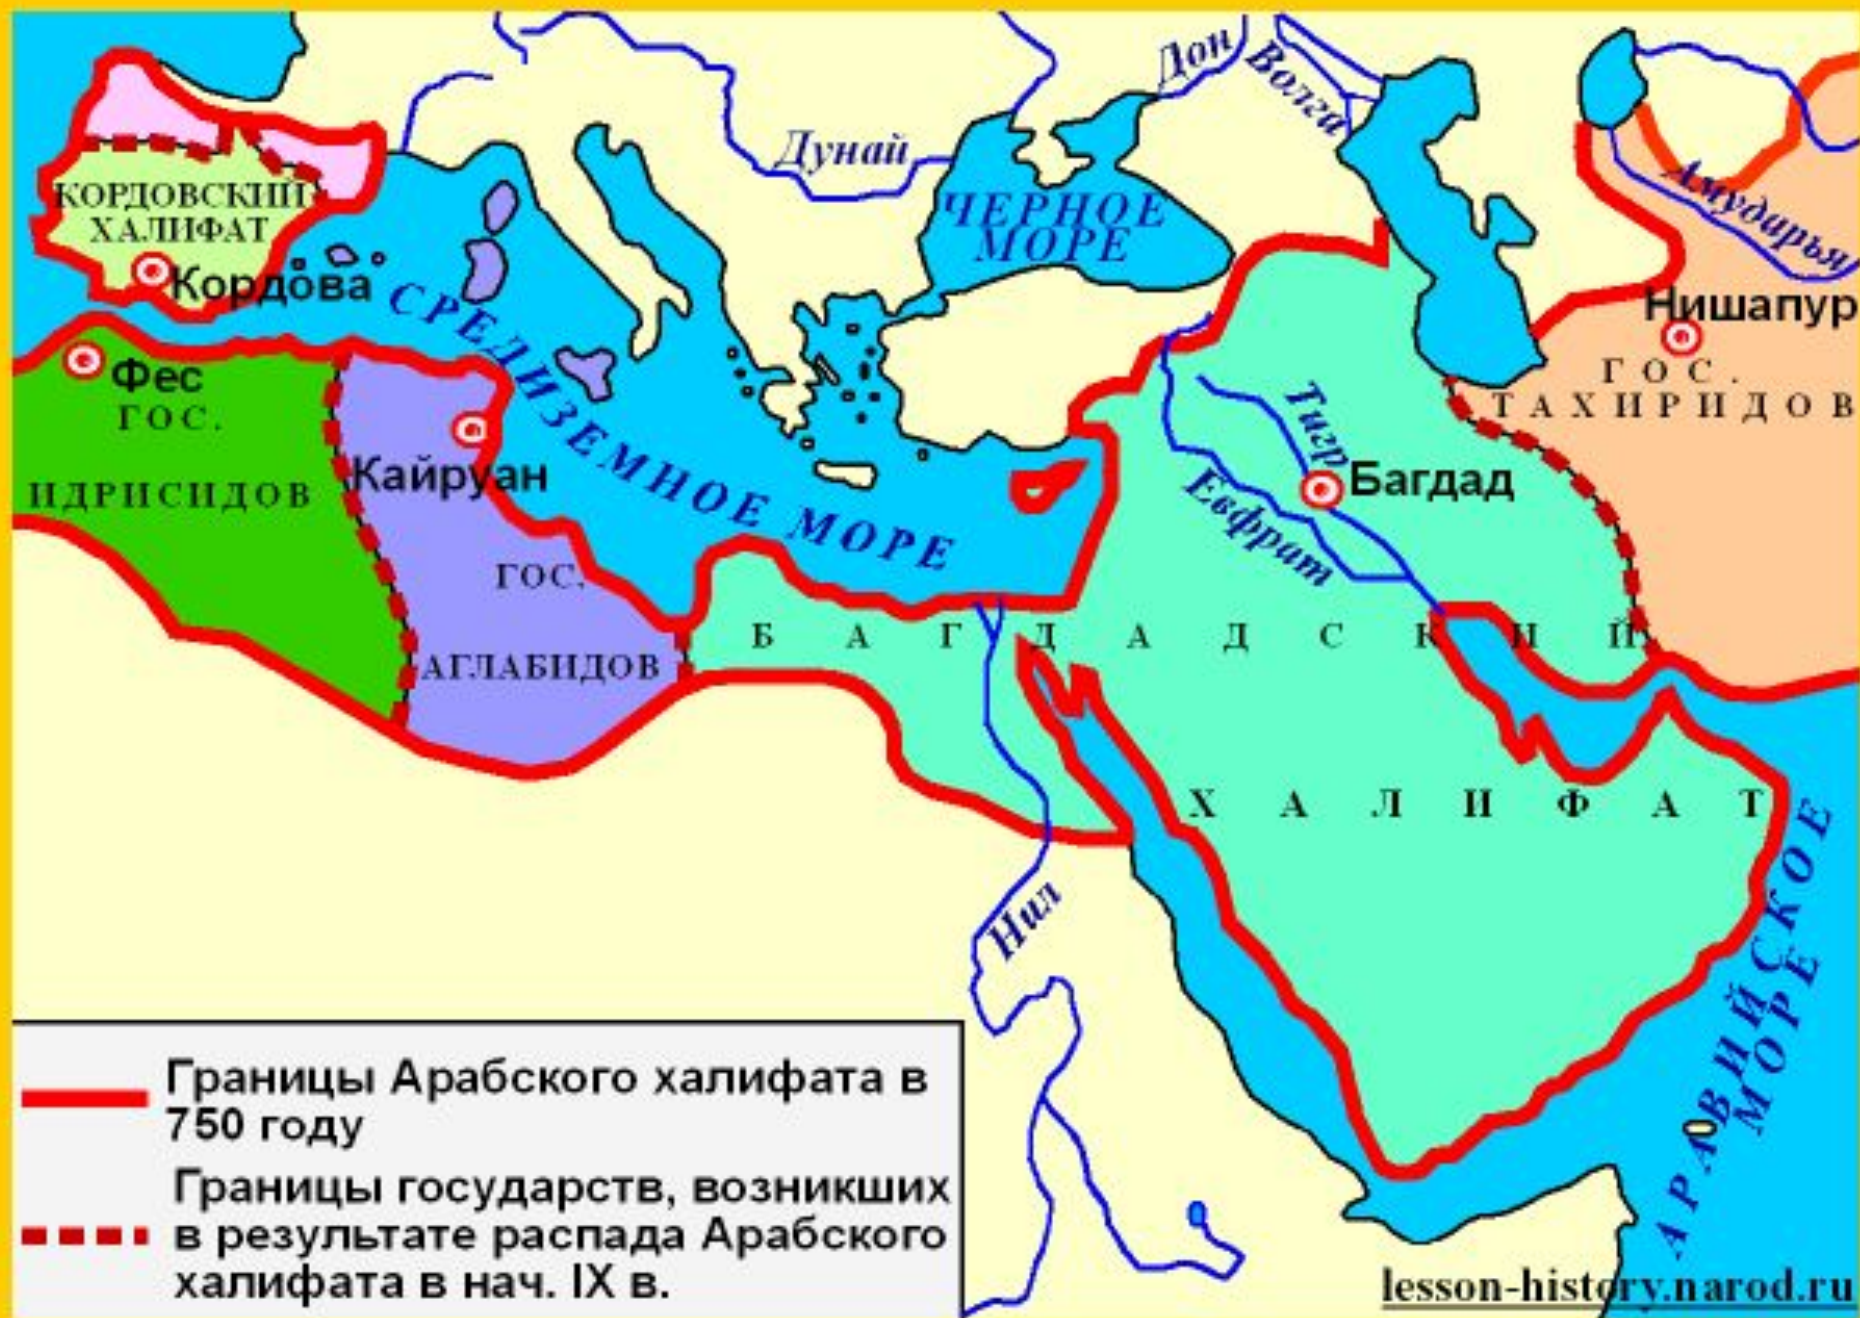 Дон
Волга
Дунай
Амударья
КОРДОВСКИЙ
ХАЛИФАТ
Кордова
ЧЕРНОЕ
МОРЕ
СРЕДИЗЕМНОЕ МОРЕ
Нишапур
ГОС.
ТАХИРИДОВ
Фес
ГОС.
ИДРИСИДОВ
Кайруан
ГОС.
АГЛАБИДОВ
Тигр
Евфрат
Багдад
БАГДАДСКИЙ
ХАЛИФАТ
Нил
АРАВИЙСКОЕ
МОРЕ
Границы Арабского халифата в
750 году
Границы государств, возникших
в результате распада Арабского
халифата в нач. IX в.
lesson-history.narod.ru